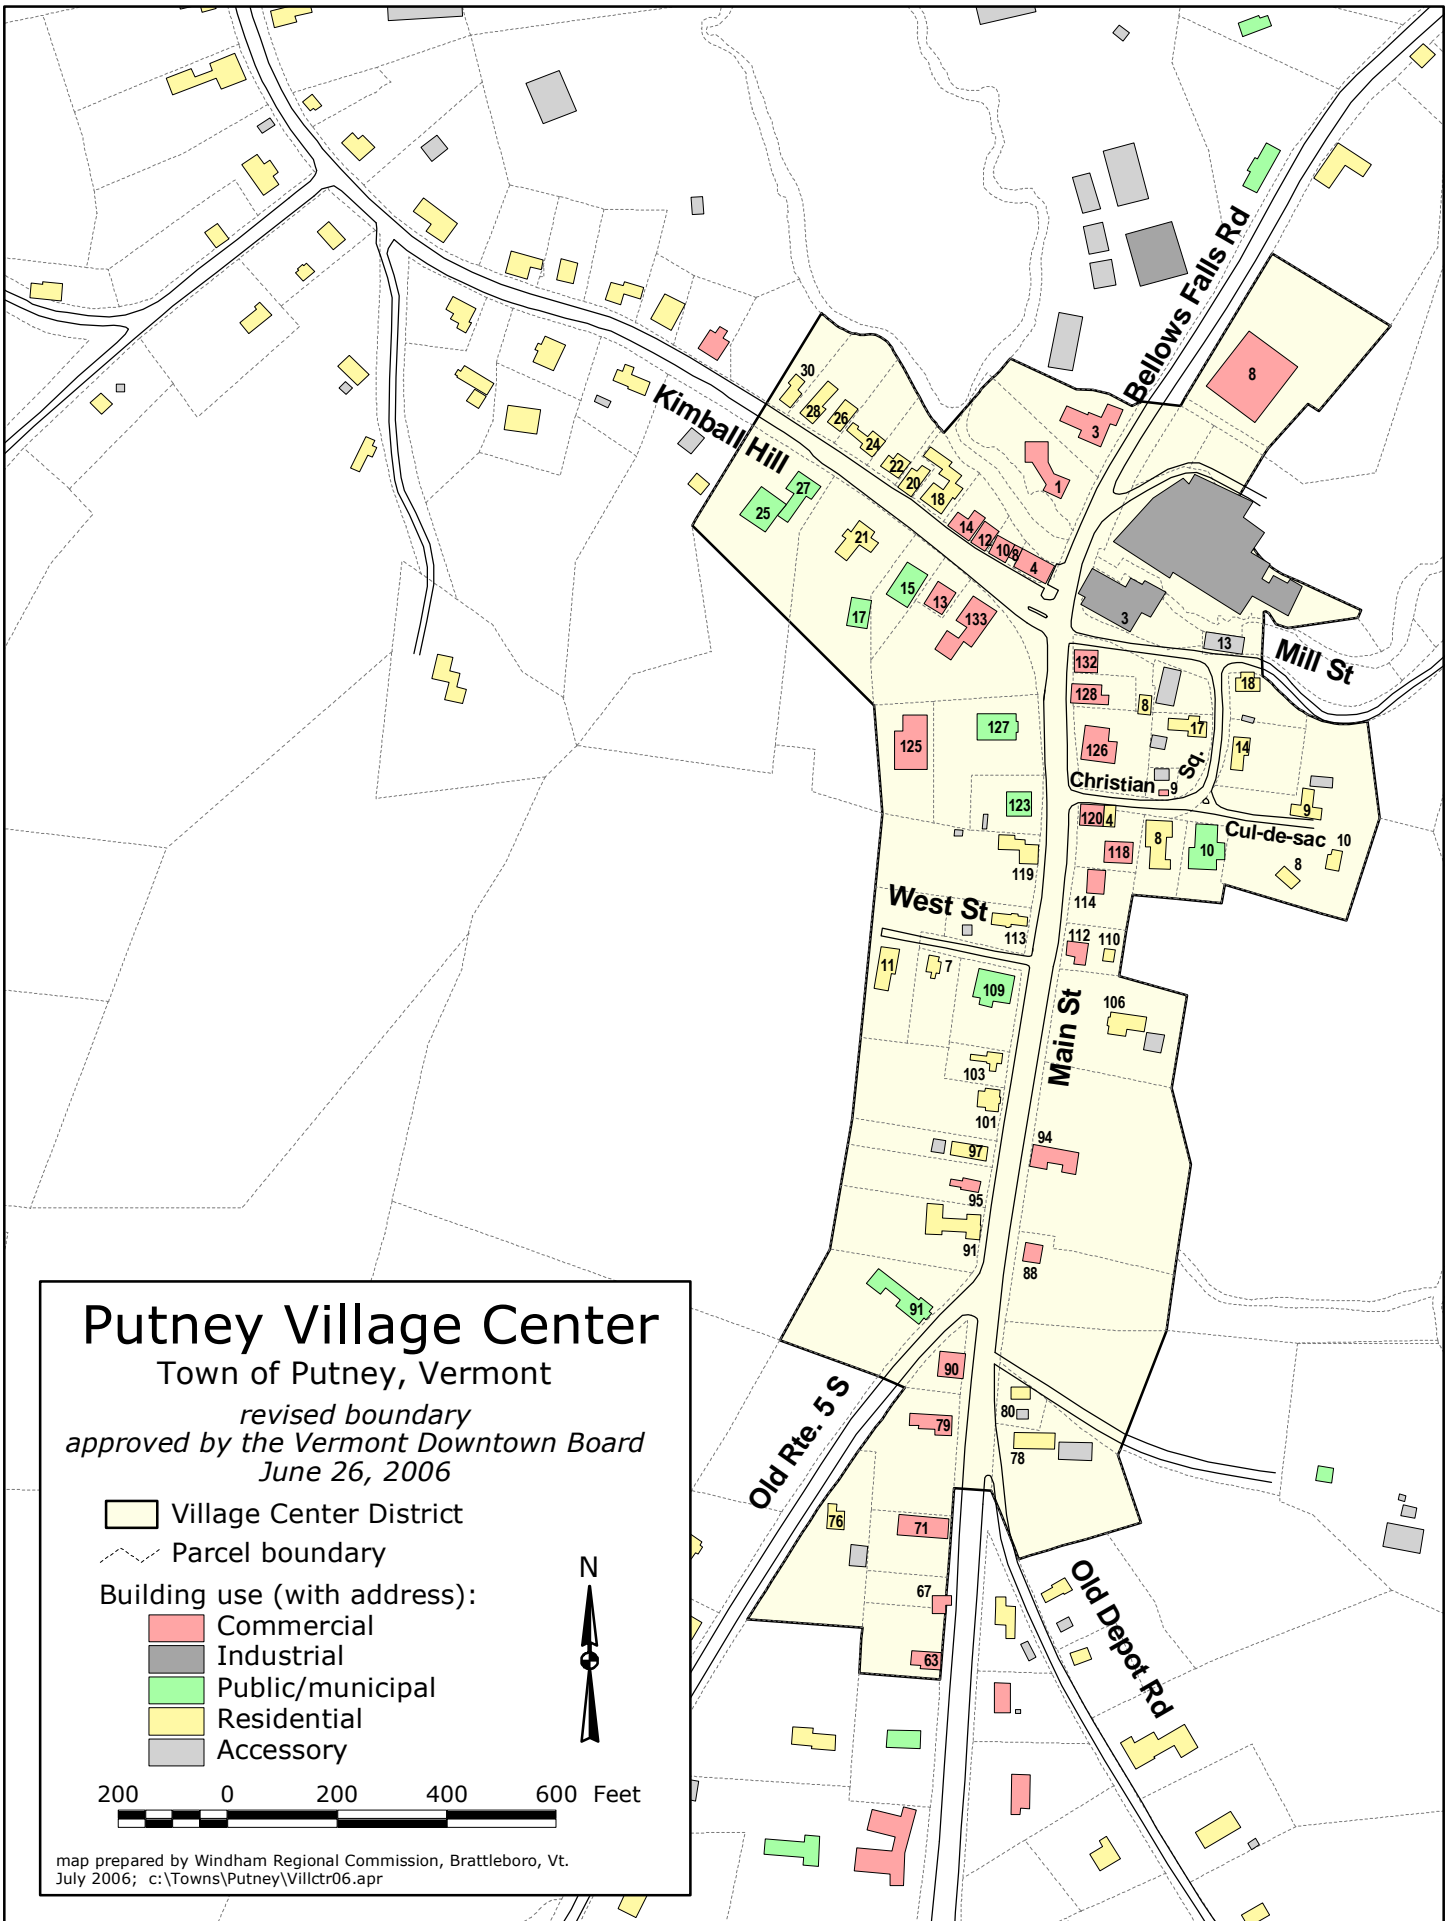 Bellows Falls Rd
8
30
28
26
24
22
20
18
3
1
Kimball Hill
27
25
21
14
12
10
8
4
15
13
17
133
3
13
Mill St
132
18
128
8
17
127
125
126
14
Sq.
Christian
9
123
120
4
9
Cul-de-sac
10
118
8
10
8
119
114
West St
113
112
110
11
7
109
106
Main St
103
101
94
97
95
91
88
91
90
79
80
78
Old Rte. 5 S
76
71
67
63
Old Depot Rd
Putney Village Center
Town of Putney, Vermont
revised boundary
approved by the Vermont Downtown Board
June 26, 2006
Village Center District
Parcel boundary
N
Building use (with address):
Commercial
Industrial
Public/municipal
Residential
Accessory
200 0 200 400 600 Feet
map prepared by Windham Regional Commission, Brattleboro, Vt.
July 2006; c:\Towns\Putney\Villctr06.apr